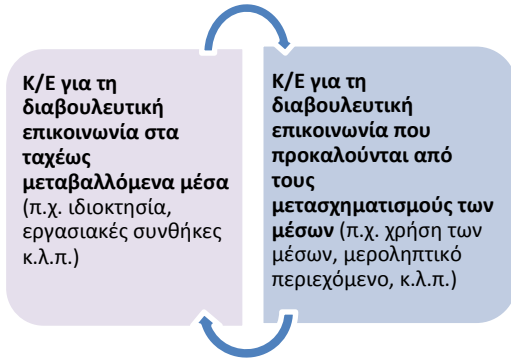 Κ/Ε για τη
διαβουλευτική
επικοινωνία στα
ταχέως
μεταβαλλόμενα μέσα
(π.χ. ιδιοκτησία,
εργασιακές συνθήκες
κ.λ.π.)
Κ/Ε για τη
διαβουλευτική
επικοινωνία που
προκαλούνται από
τους
μετασχηματισμούς των
μέσων (π.χ. χρήση των
μέσων, μεροληπτικό
περιεχόμενο, κ.λ.π.)